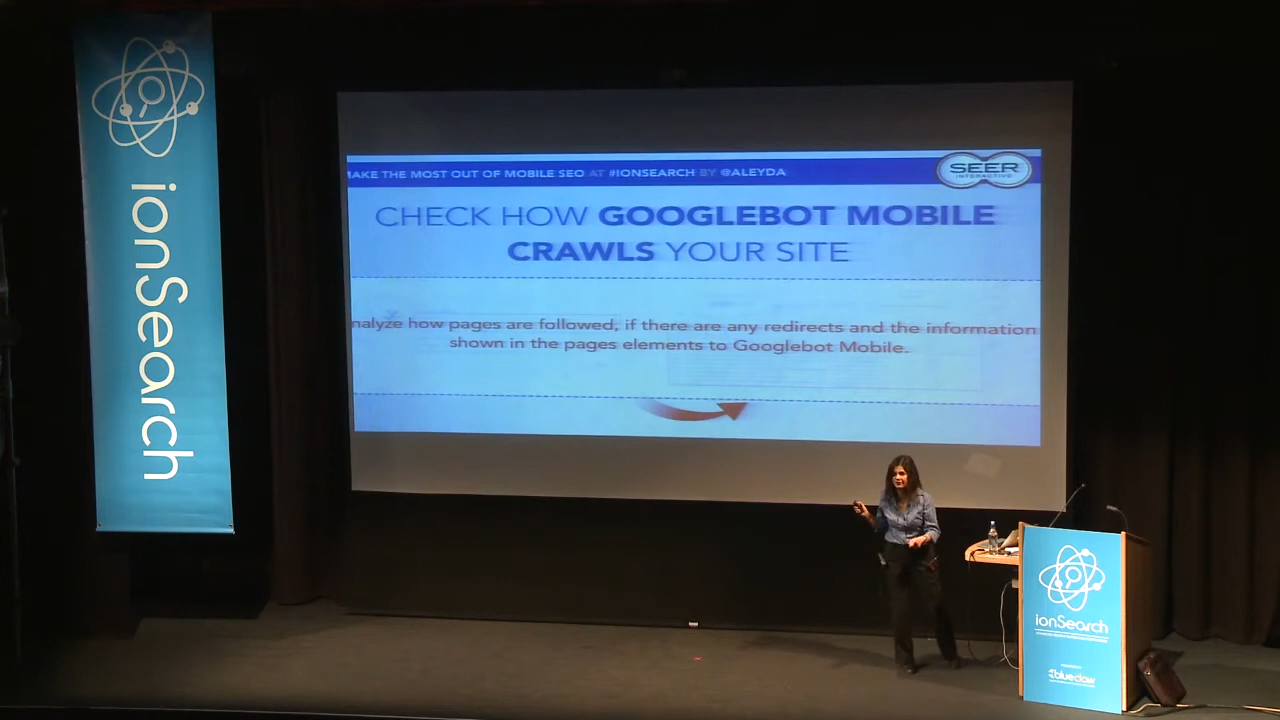 ionSearch
MAKE THE MOST OUT OF MOBILE SEO AT #IONSEARCH BY @ALEYDA
SEER
INTERACTIVE
CHECK HOW GOOGLEBOT MOBILE
CRAWLS YOUR SITE
nalyze how pages are followed, if there are any redirects and the information
shown in the pages elements to Googlebot Mobile.
ionSearch
blueclaw